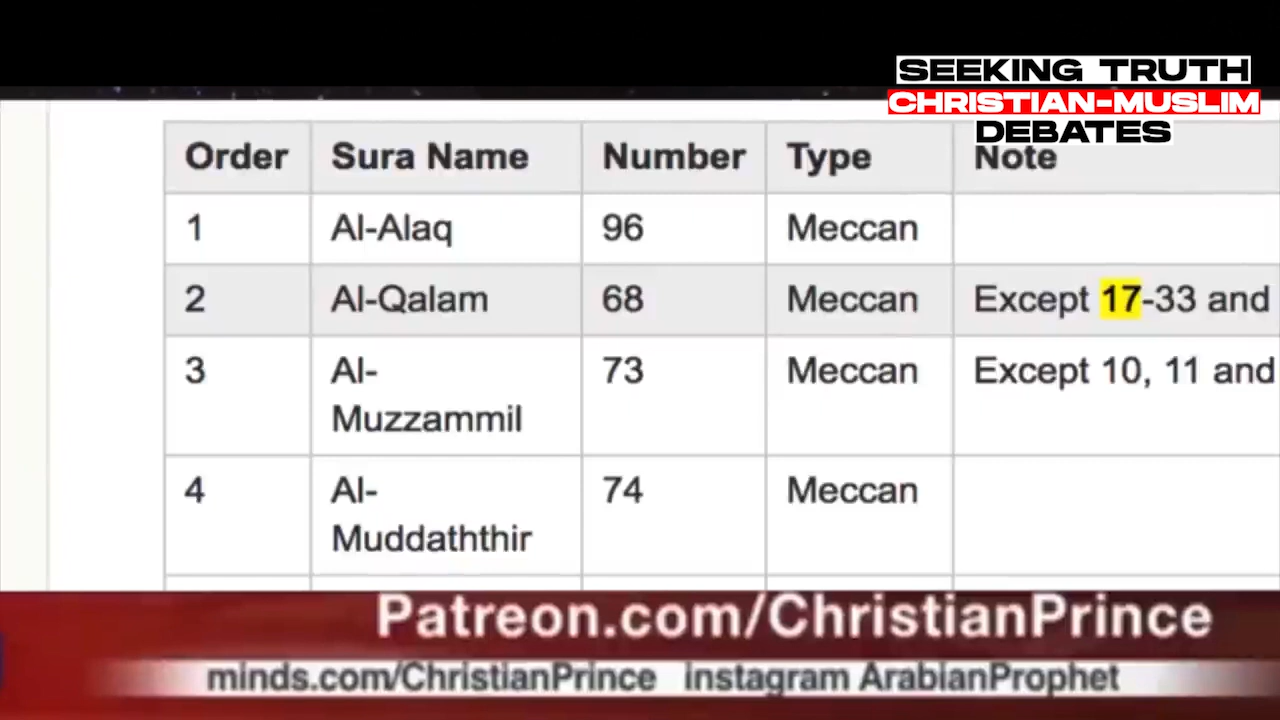 SEEKING TRUTH
CHRISTIAN-MUSLIM
DEBATES
Order Sura Name Number Type Note
1 Al-Alaq 96 Meccan
2 Al-Qalam 68 Meccan Except 17-33 and
3 Al- 73 Meccan Except 10, 11 and
Muzzammil
4 Al- 74 Meccan
Muddaththir
Patreon.com/ChristianPrince
minds.com/ChristianPrince instagram ArabianProphet